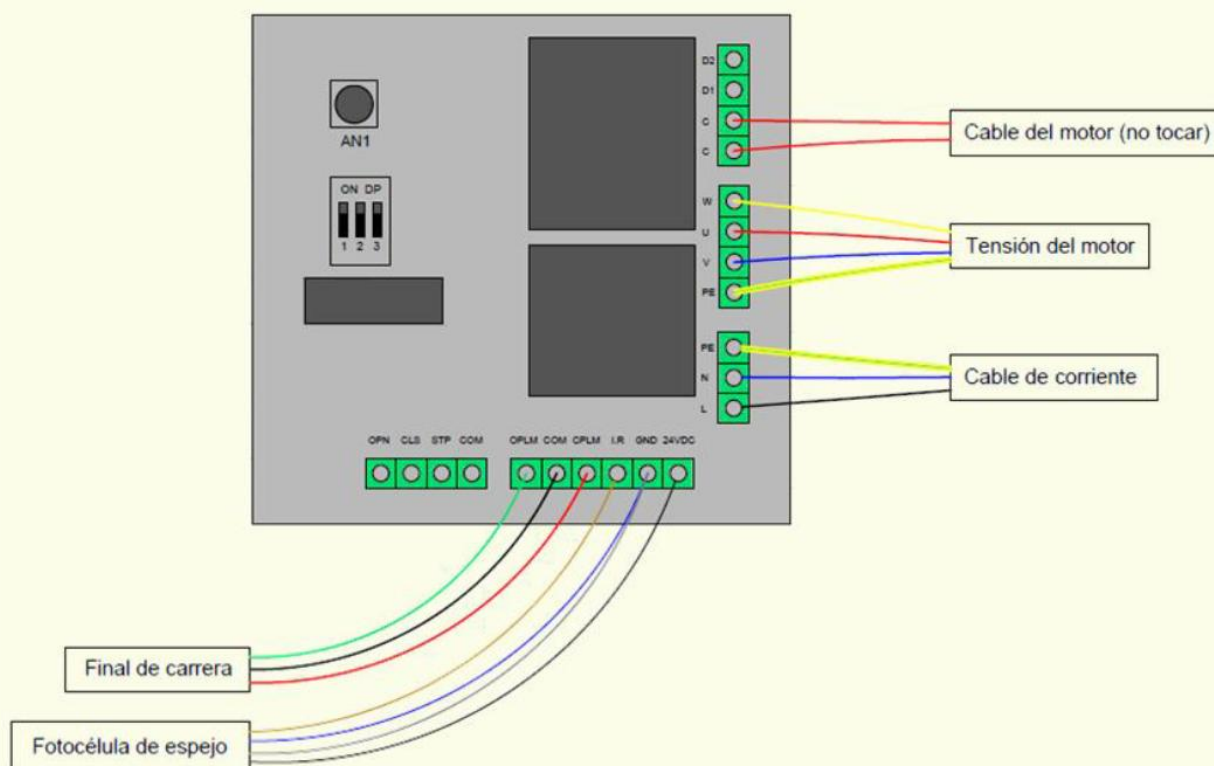 D2
D1
C
C
Cable del motor (no tocar)
AN1
ON DP
1 2 3
W
U
V
PE
Tensión del motor
PE
N
L
Cable de corriente
OPN CLS STP COM OPLM COM CPLM I.R GND 24VDC
Final de carrera
Fotocélula de espejo